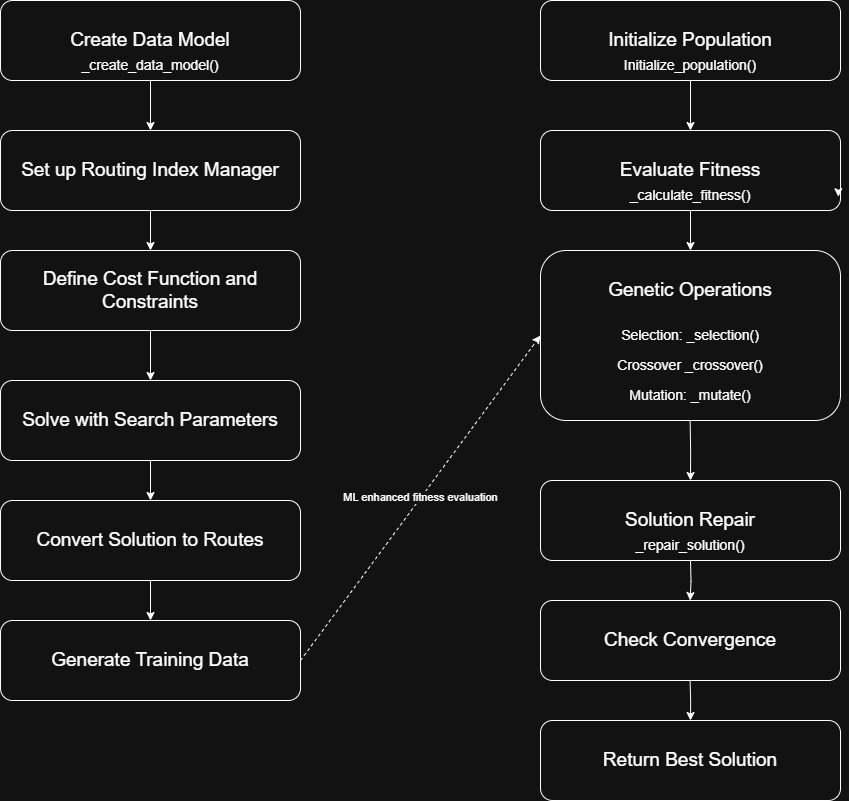 Create Data Model
_create_data_model()
Set up Routing Index Manager
Define Cost Function and
Constraints
Solve with Search Parameters
Convert Solution to Routes
Generate Training Data
ML enhanced fitness evaluation
Initialize Population
Initialize_population()
Evaluate Fitness
_calculate_fitness()
Genetic Operations
Selection: _selection()
Crossover _crossover()
Mutation: _mutate()
Solution Repair
_repair_solution()
Check Convergence
Return Best Solution